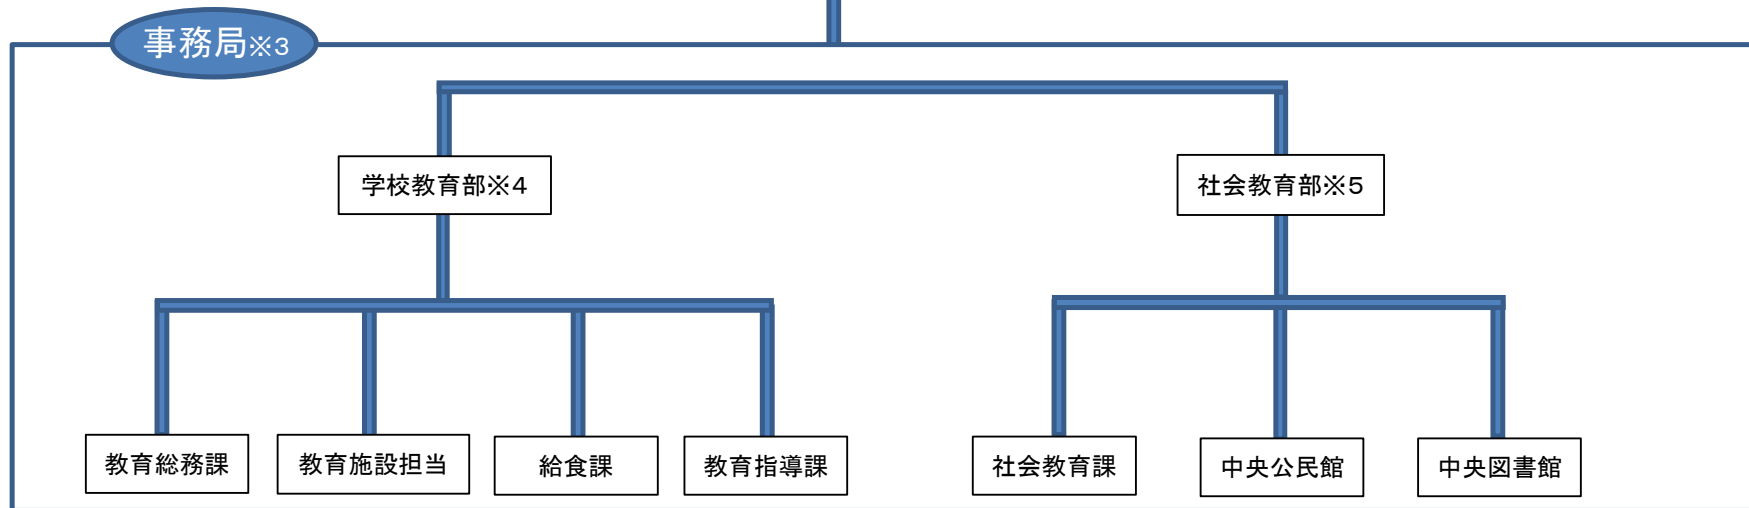 事務局※3
学校教育部※4
社会教育部※5
教育総務課
教育施設担当
給食課
教育指導課
社会教育課
中央公民館
中央図書館